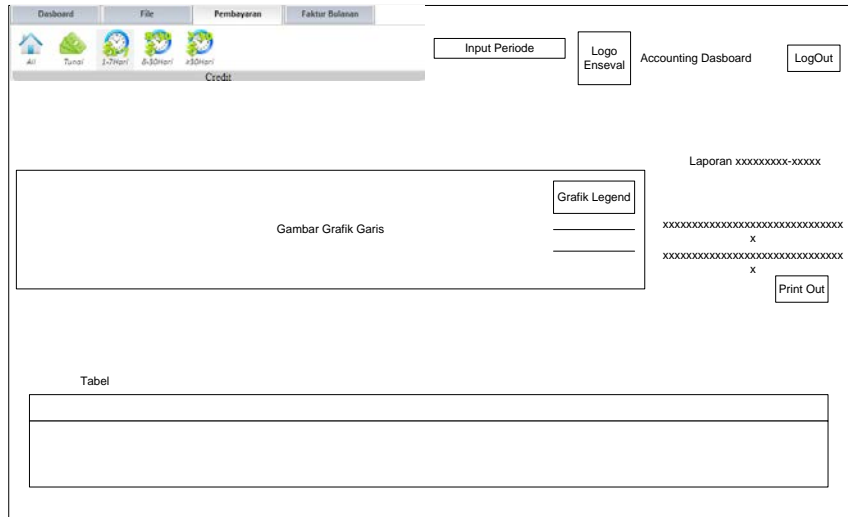 Dasboard File Pembayaran Faktur Bulanan
All Tunai 1-7Hari 8-30Hari >30Hari
Credit
Input Periode
Logo
Enseval
Accounting Dasboard
LogOut
Laporan xxxxxxxxx-xxxxx
Grafik Legend
Gambar Grafik Garis
xxxxxxxxxxxxxxxxxxxxxxxxxxxxxxx
x
xxxxxxxxxxxxxxxxxxxxxxxxxxxxxxx
x
Print Out
Tabel